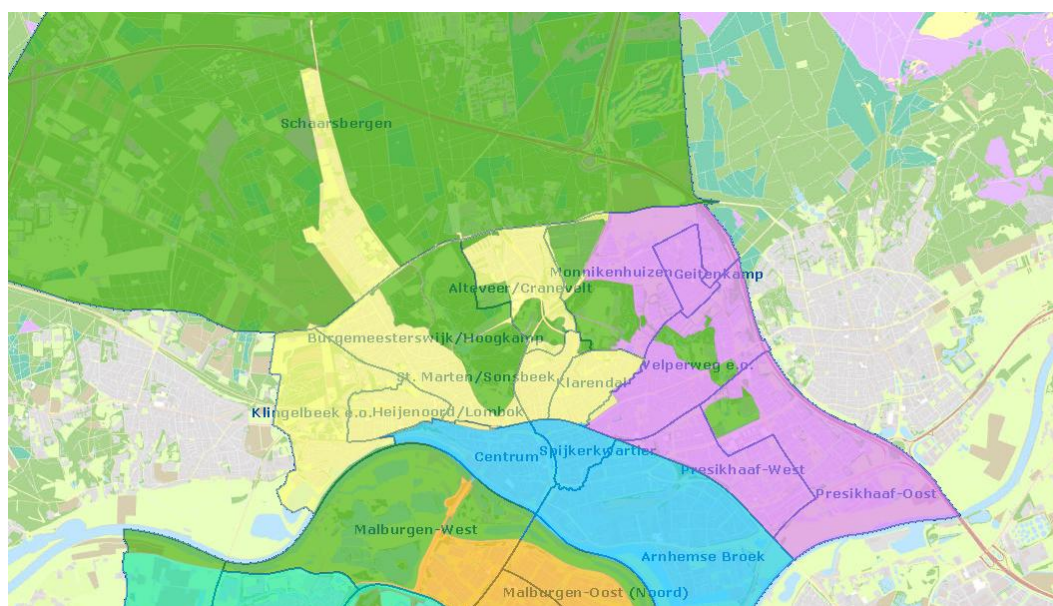 Schaarsbergen
Monnikenhuizen
Geitenkamp
Alteveer/Cranevelt
Burgemeesterswijk/Hoogkamp
Velperweg e.o.
St. Marten/Sonsbeek
Klarendal
Klingelbeek e.o.
Heijenoord/Lombok
Centrum
Spijkerkwartier
Presikhaaf-West
Presikhaaf-Oost
Malburgen-West
Arnhemse Broek
Malburgen-Oost (Noord)